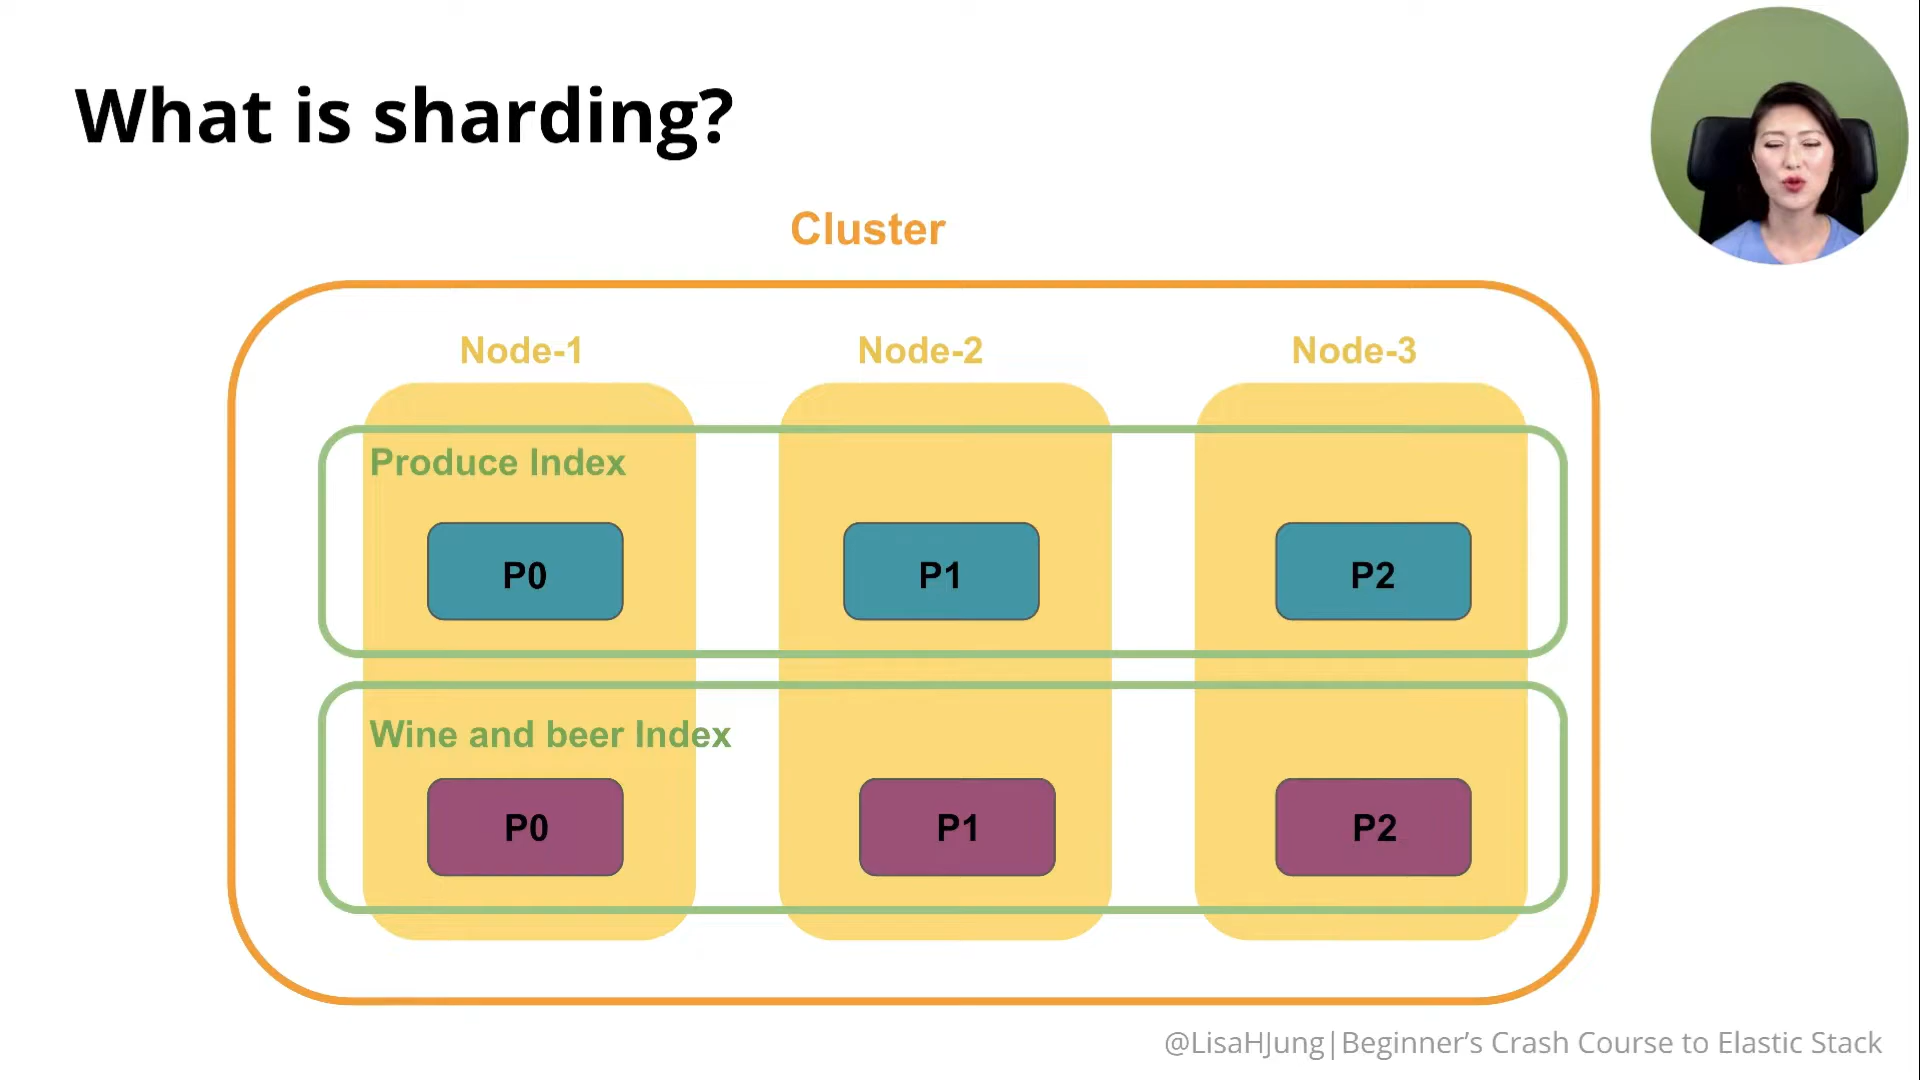 What is sharding?
Cluster
Node-1 Node-2 Node-3
Produce Index
P0 P1 P2
Wine and beer Index
P0 P1 P2
@LisaHJung|Beginner’s Crash Course to Elastic Stack